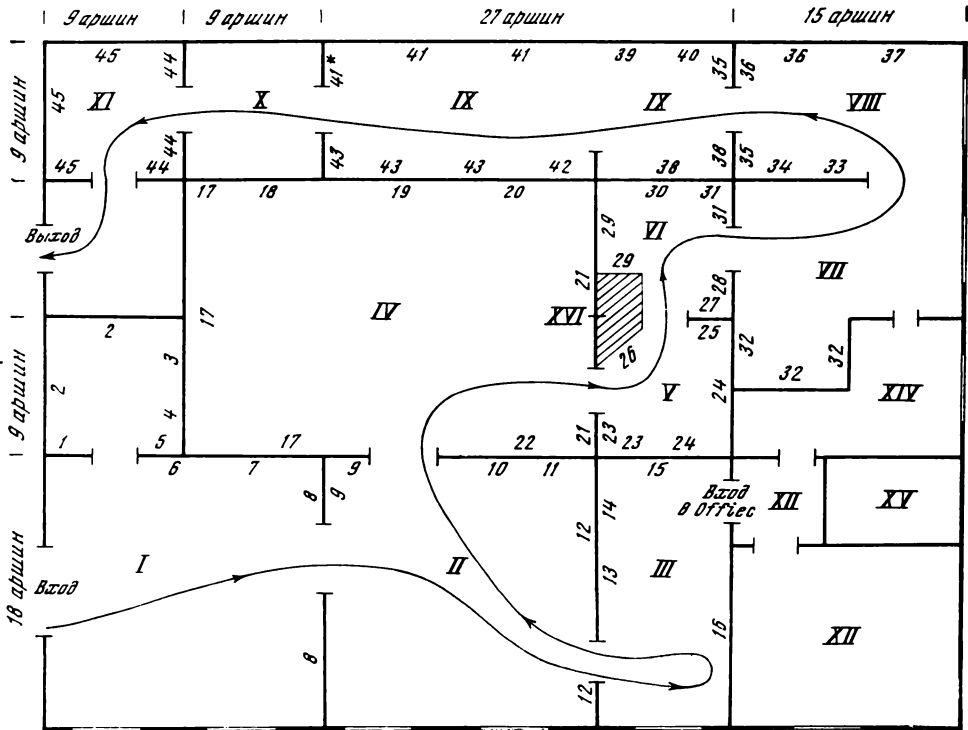 9 аршин 9 аршин 27 аршин 15 аршин
45 44 41* 41 41 39 40 35 36 36 37
9 аршин 45 XI X IX IX VIII
45 44 44 43 43 43 42 38 38 35 34 33
17 18 19 20 30 31 31
Выход 29 VI
29 VII
21 28
2 17 IV XVI 27
25
3 26 32 32
9 аршин 2 32
4 V 24 XIV
1 5 17 22 21 23 23 24
6 7 9 10 11 15
8 9 14 Вход
В Offiec XII XV
12
18 аршин I II 13 III
Вход
16 XII
8
12